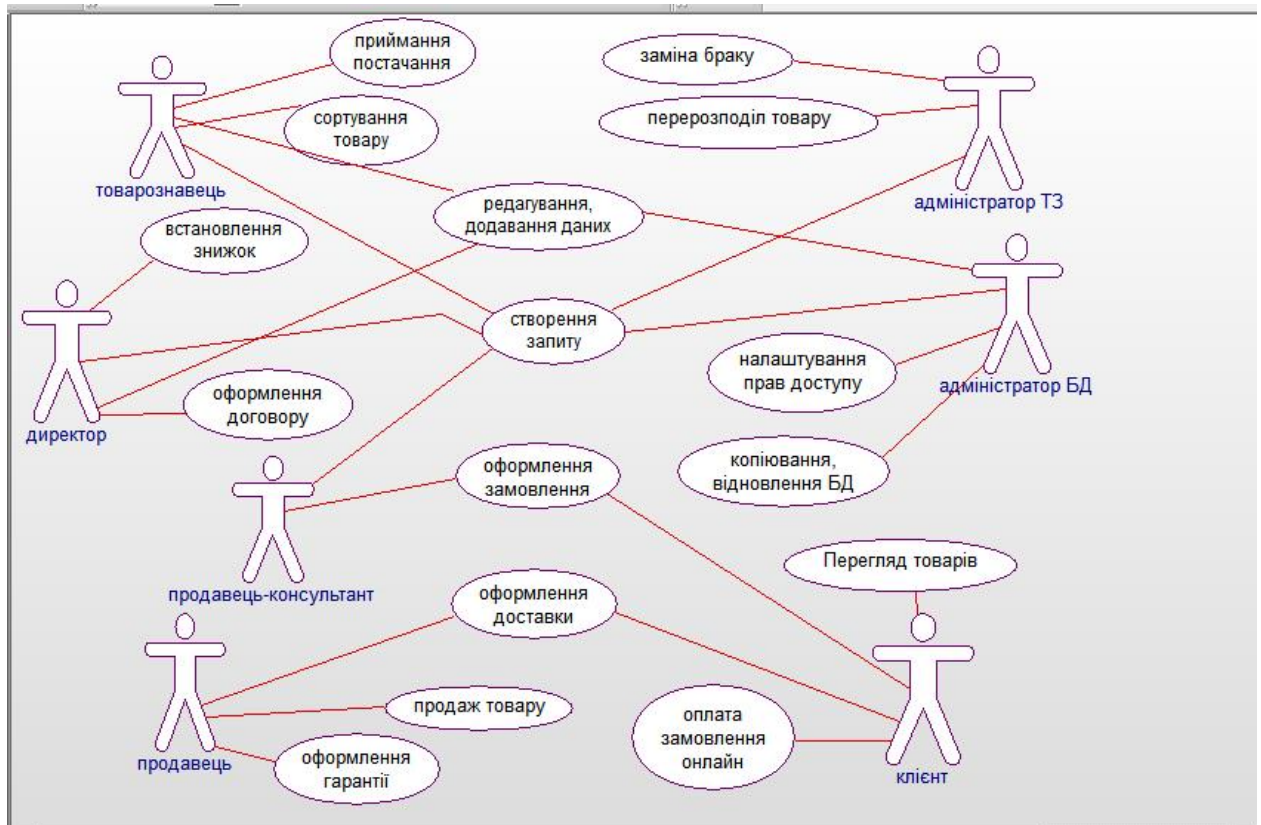 приймання
постачання
заміна браку
сортування
товару
перерозподіл товару
товарознавець
адміністратор ТЗ
редагування,
додавання даних
встановлення
знижок
створення
запиту
налаштування
прав доступу
адміністратор БД
оформлення
договору
директор
оформлення
замовлення
копіювання,
відновлення БД
Перегляд товарів
продавець-консультант
оформлення
доставки
продаж товару
оплата
замовлення
онлайн
оформлення
гарантії
продавець
клієнт